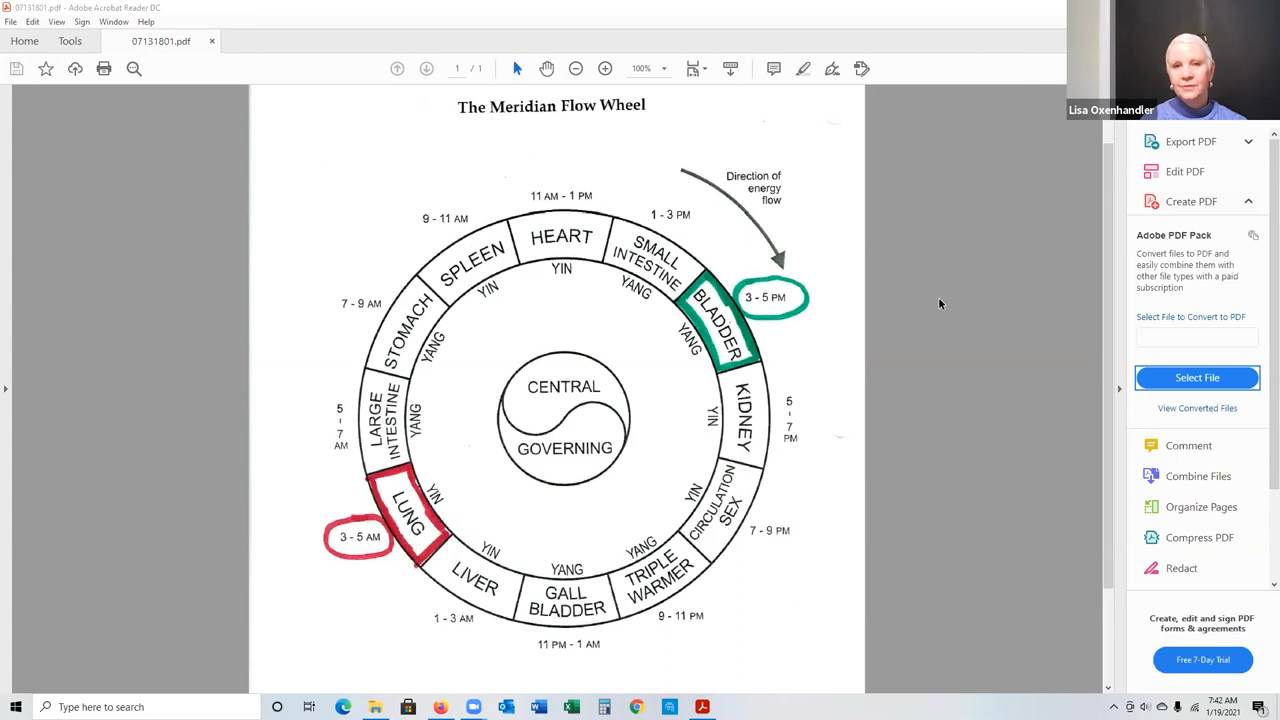 07131801.pdf - Adobe Acrobat Reader DC
File Edit View Sign Window Help
Home Tools 07131801.pdf ×
1 / 1 100%
Lisa Oxenhandler
The Meridian Flow Wheel
Direction of
energy
flow
11 AM - 1 PM
HEART
YIN
1 - 3 PM
SMALL
INTESTINE
YANG
3 - 5 PM
BLADDER
YANG
5
-
7
PM
KIDNEY
YIN
7 - 9 PM
CIRCULATION
SEX
YIN
9 - 11 PM
TRIPLE
WARMER
YANG
11 PM - 1 AM
GALL
BLADDER
YANG
1 - 3 AM
LIVER
YIN
3 - 5 AM
LUNG
YIN
5
-
7
AM
LARGE
INTESTINE
YANG
7 - 9 AM
STOMACH
YANG
9 - 11 AM
SPLEEN
YIN
CENTRAL
GOVERNING
Export PDF
Edit PDF
Create PDF
Adobe PDF Pack
Convert files to PDF and
easily combine them with
other file types with a paid
subscription
Select File to Convert to PDF
Select File
View Converted Files
Comment
Combine Files
Organize Pages
Compress PDF
Redact
Create, edit and sign PDF
forms & agreements
Free 7-Day Trial
Type here to search
7:42 AM
1/19/2021